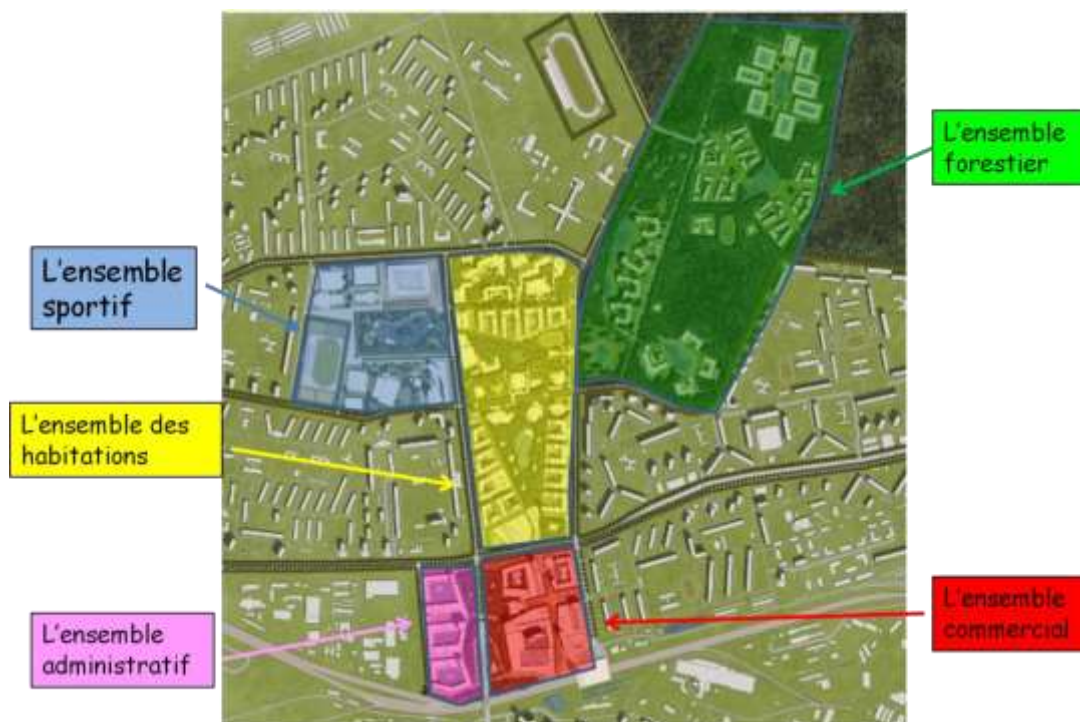 L'ensemble
forestier
L'ensemble
sportif
L'ensemble des
habitations
L'ensemble
administratif
L'ensemble
commercial